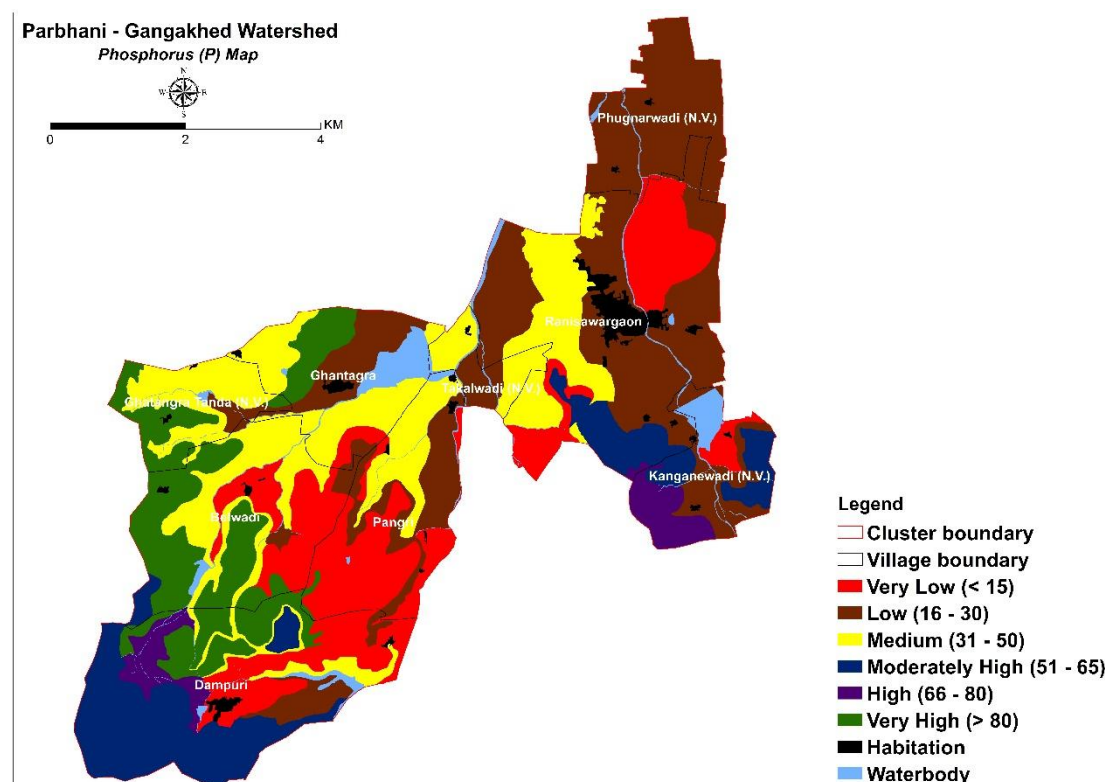 Parbhani - Gangakhed Watershed
Phosphorus (P) Map
N
W
S
KM
0
2
4
Phugnarwadi (N.V.)
Ranisawargaon
Ghantagra
Takalwadi (N.V.)
Ghatangra Tanda (N.V.)
Kanganewadi (N.V.)
Belwadi
Pangri
Dampuri
Legend
Cluster boundary
Village boundary
Very Low (< 15)
Low (16 - 30)
Medium (31 - 50)
Moderately High (51 - 65)
High (66 - 80)
Very High (> 80)
Habitation
Waterbody